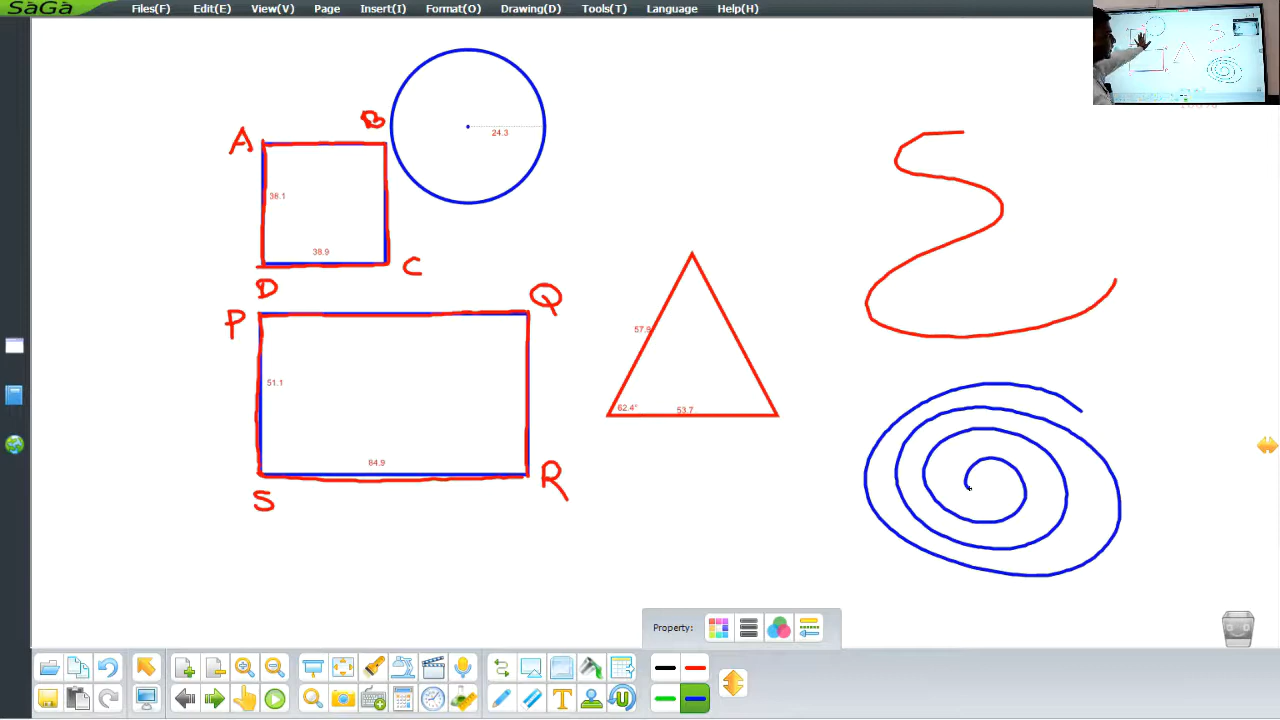 SaGa
Files(F) Edit(E) View(V) Page Insert(I) Format(O) Drawing(D) Tools(T) Language Help(H)
A B
24.3
38.1
38.9
D C
P Q
51.1
84.9
S R
57.9
62.4° 53.7
Property: